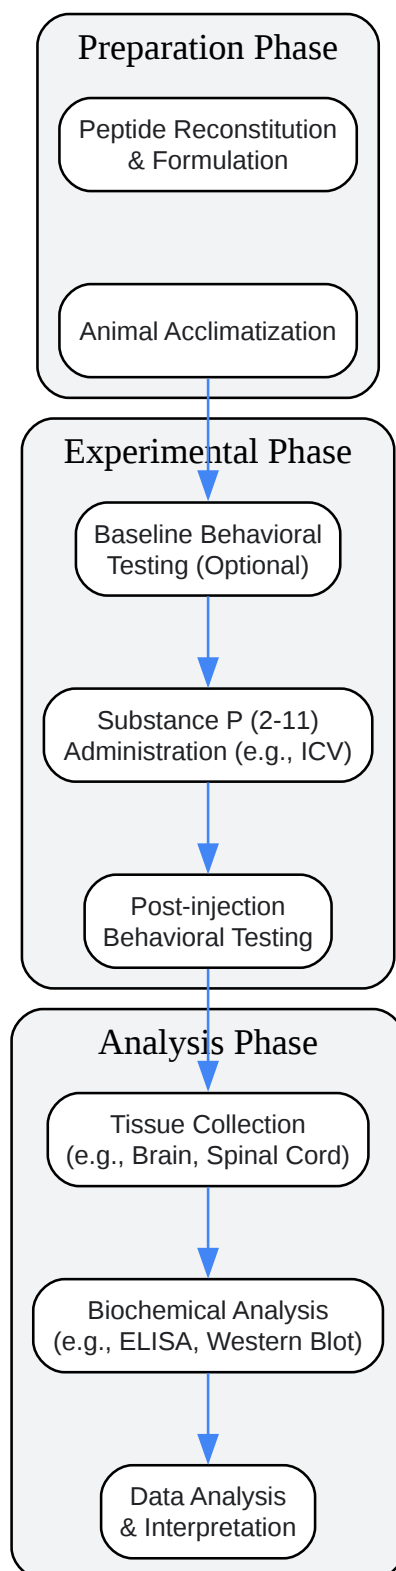 Preparation Phase
Peptide Reconstitution
& Formulation
Animal Acclimatization
Experimental Phase
Baseline Behavioral
Testing (Optional)
Substance P (2-11)
Administration (e.g., ICV)
Post-injection
Behavioral Testing
Analysis Phase
Tissue Collection
(e.g., Brain, Spinal Cord)
Biochemical Analysis
(e.g., ELISA, Western Blot)
Data Analysis
& Interpretation